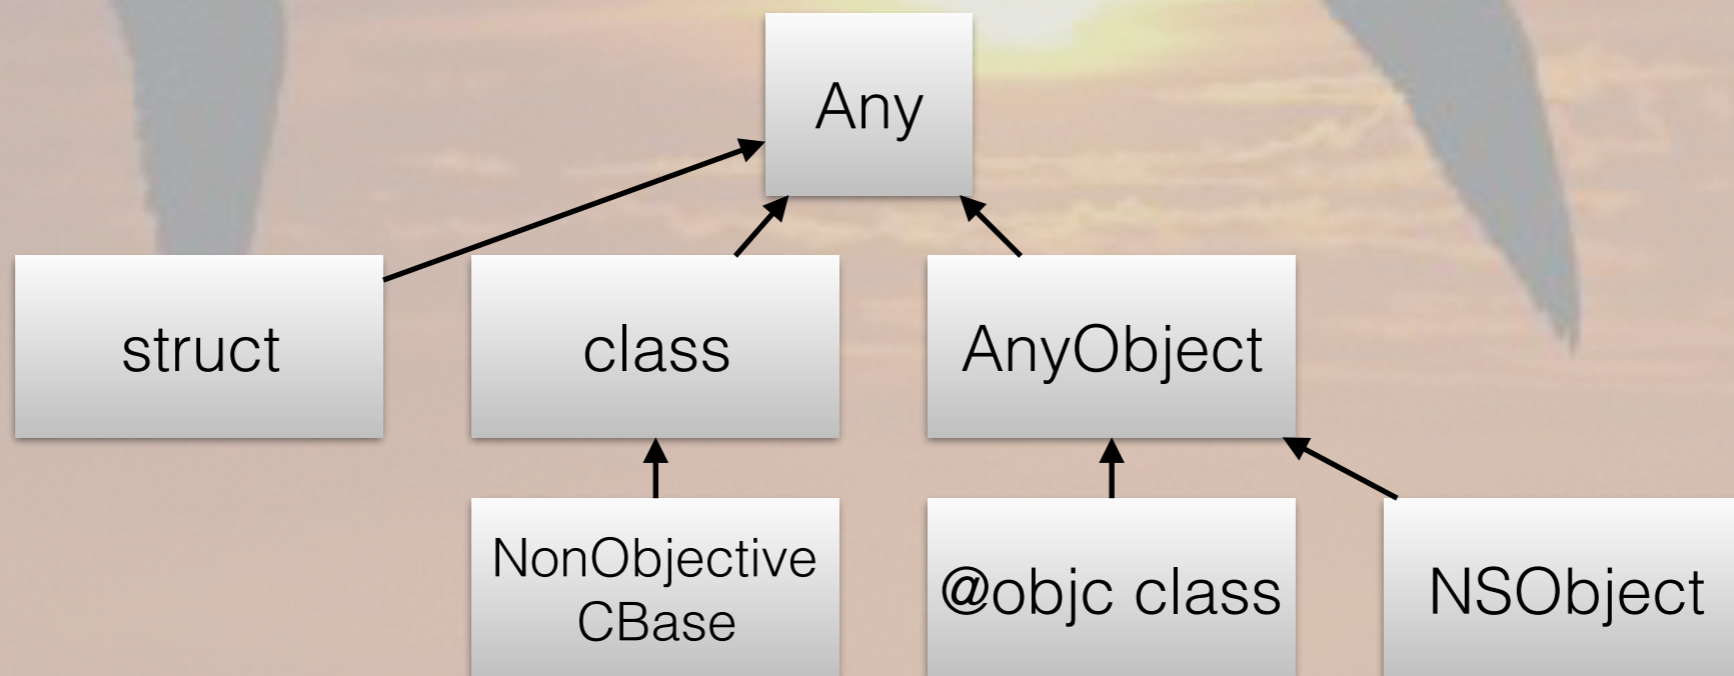 Any
struct
class
AnyObject
NonObjective
CBase
@objc class
NSObject